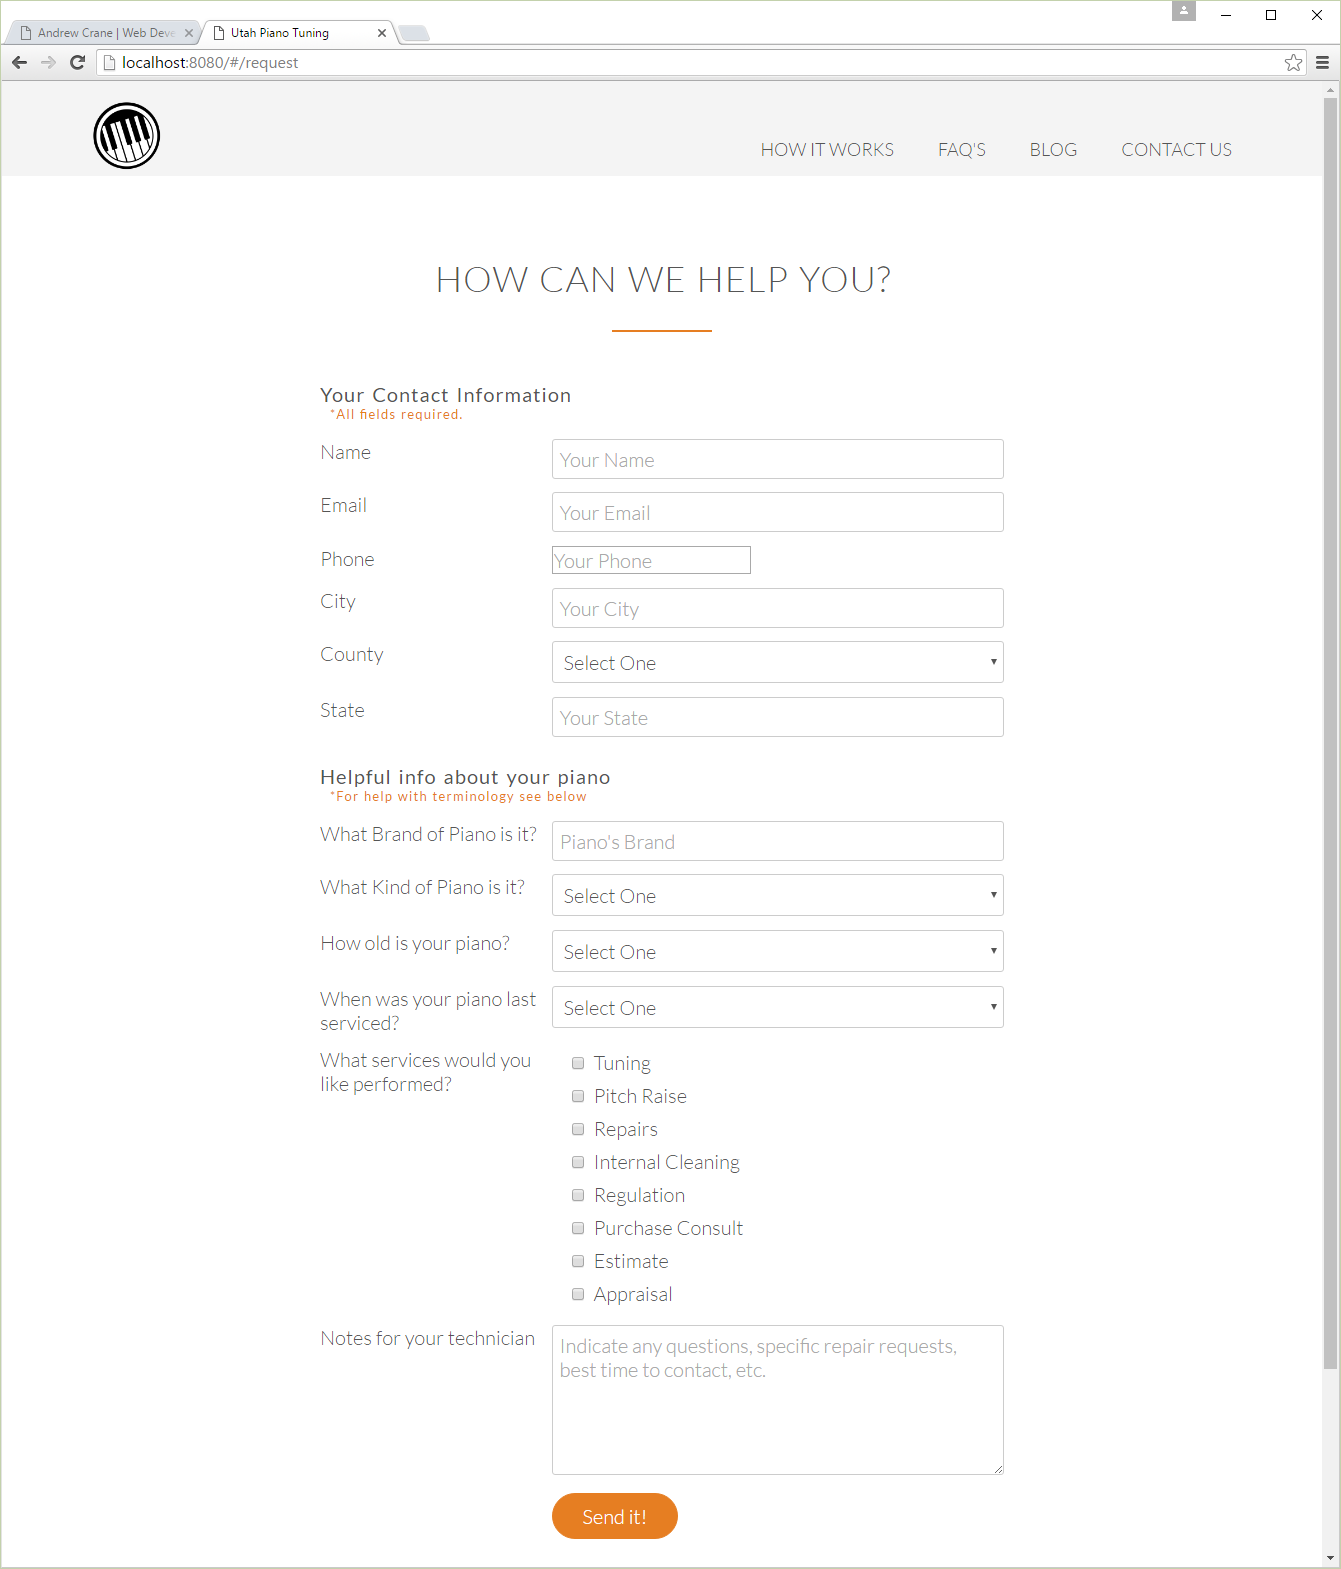 Andrew Crane | Web Deve
Utah Piano Tuning
localhost:8080/#/request
HOW IT WORKS FAQ'S BLOG CONTACT US
HOW CAN WE HELP YOU?
Your Contact Information
*All fields required.
Name Your Name
Email Your Email
Phone Your Phone
City Your City
County Select One
State Your State
Helpful info about your piano
*For help with terminology see below
What Brand of Piano is it? Piano's Brand
What Kind of Piano is it? Select One
How old is your piano? Select One
When was your piano last Select One
serviced?
What services would you Tuning
like performed?
Pitch Raise
Repairs
Internal Cleaning
Regulation
Purchase Consult
Estimate
Appraisal
Notes for your technician Indicate any questions, specific repair requests,
best time to contact, etc.
Send it!